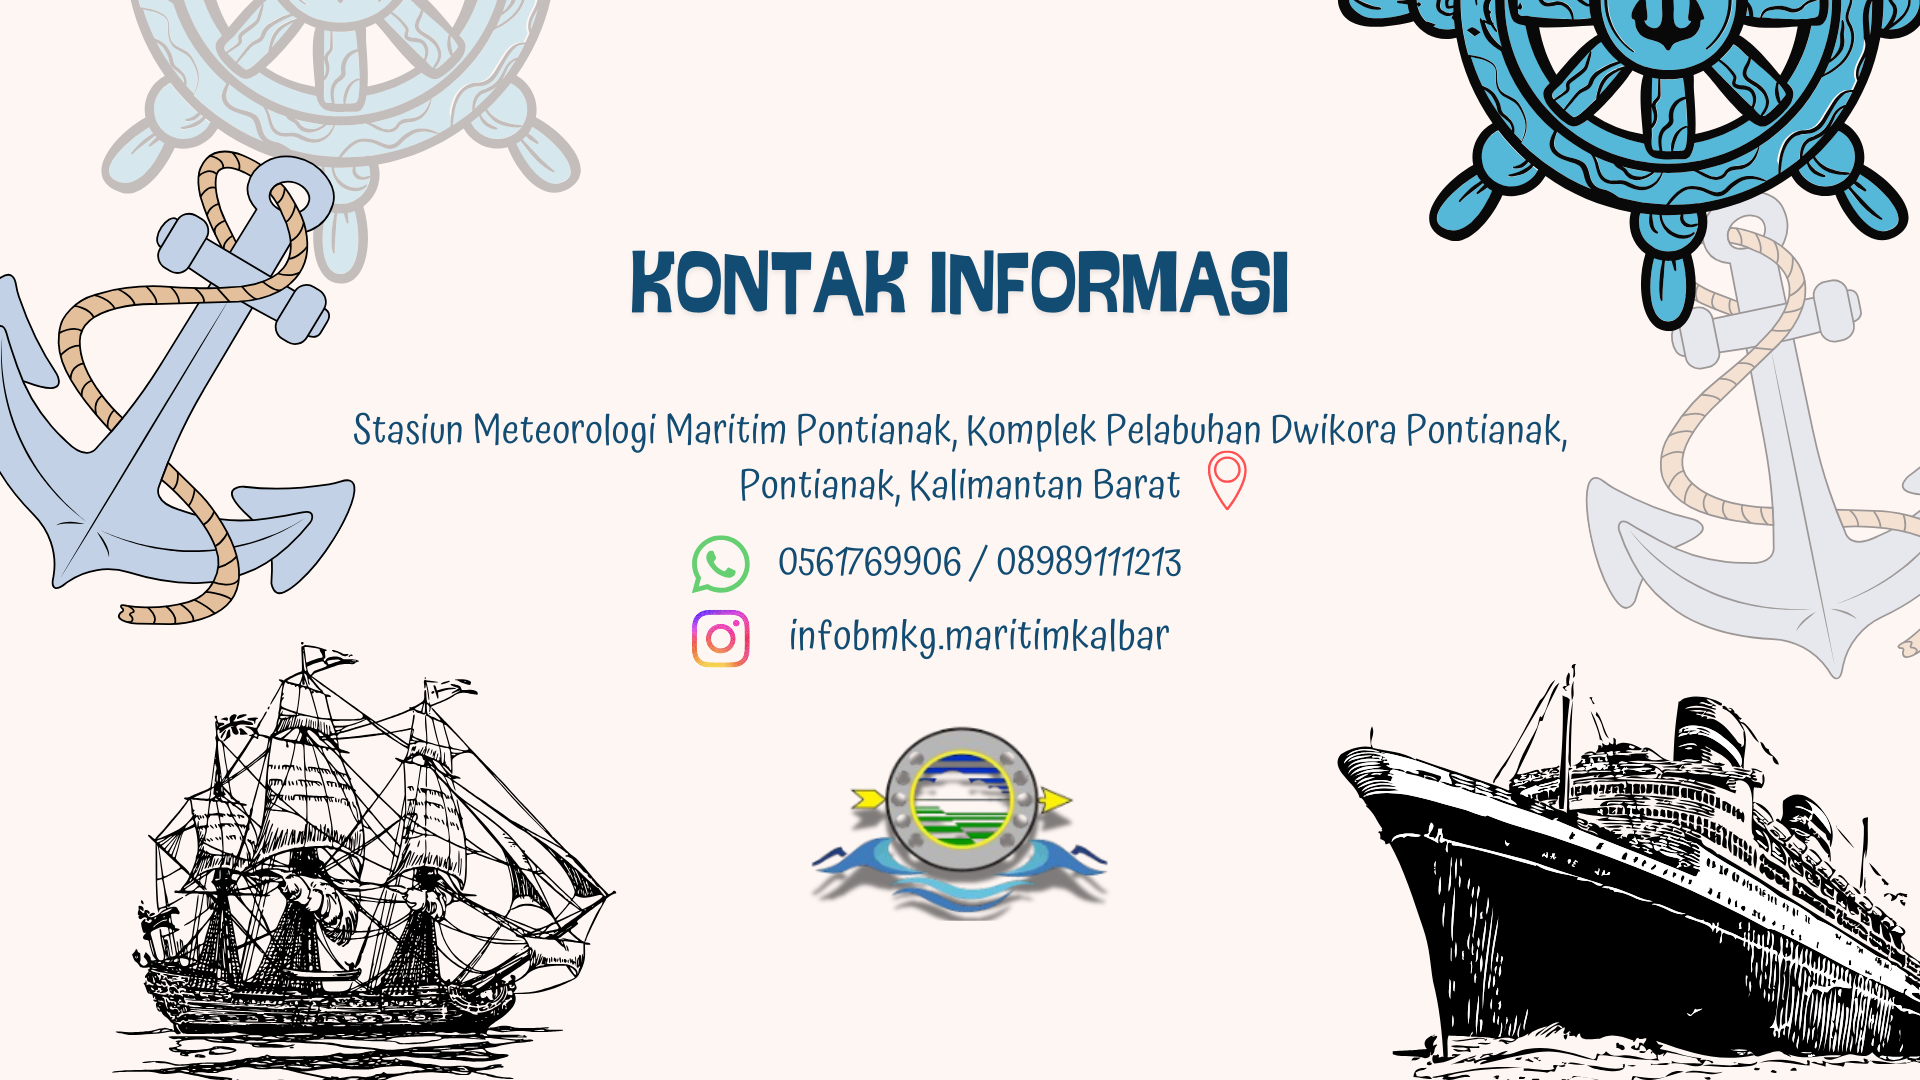 KONTAK INFORMASI
Stasiun Meteorologi Maritim Pontianak, Komplek Pelabuhan Dwikora Pontianak,
Pontianak, Kalimantan Barat
0561769906 / 08989111213
infobmkg.maritimkalbar